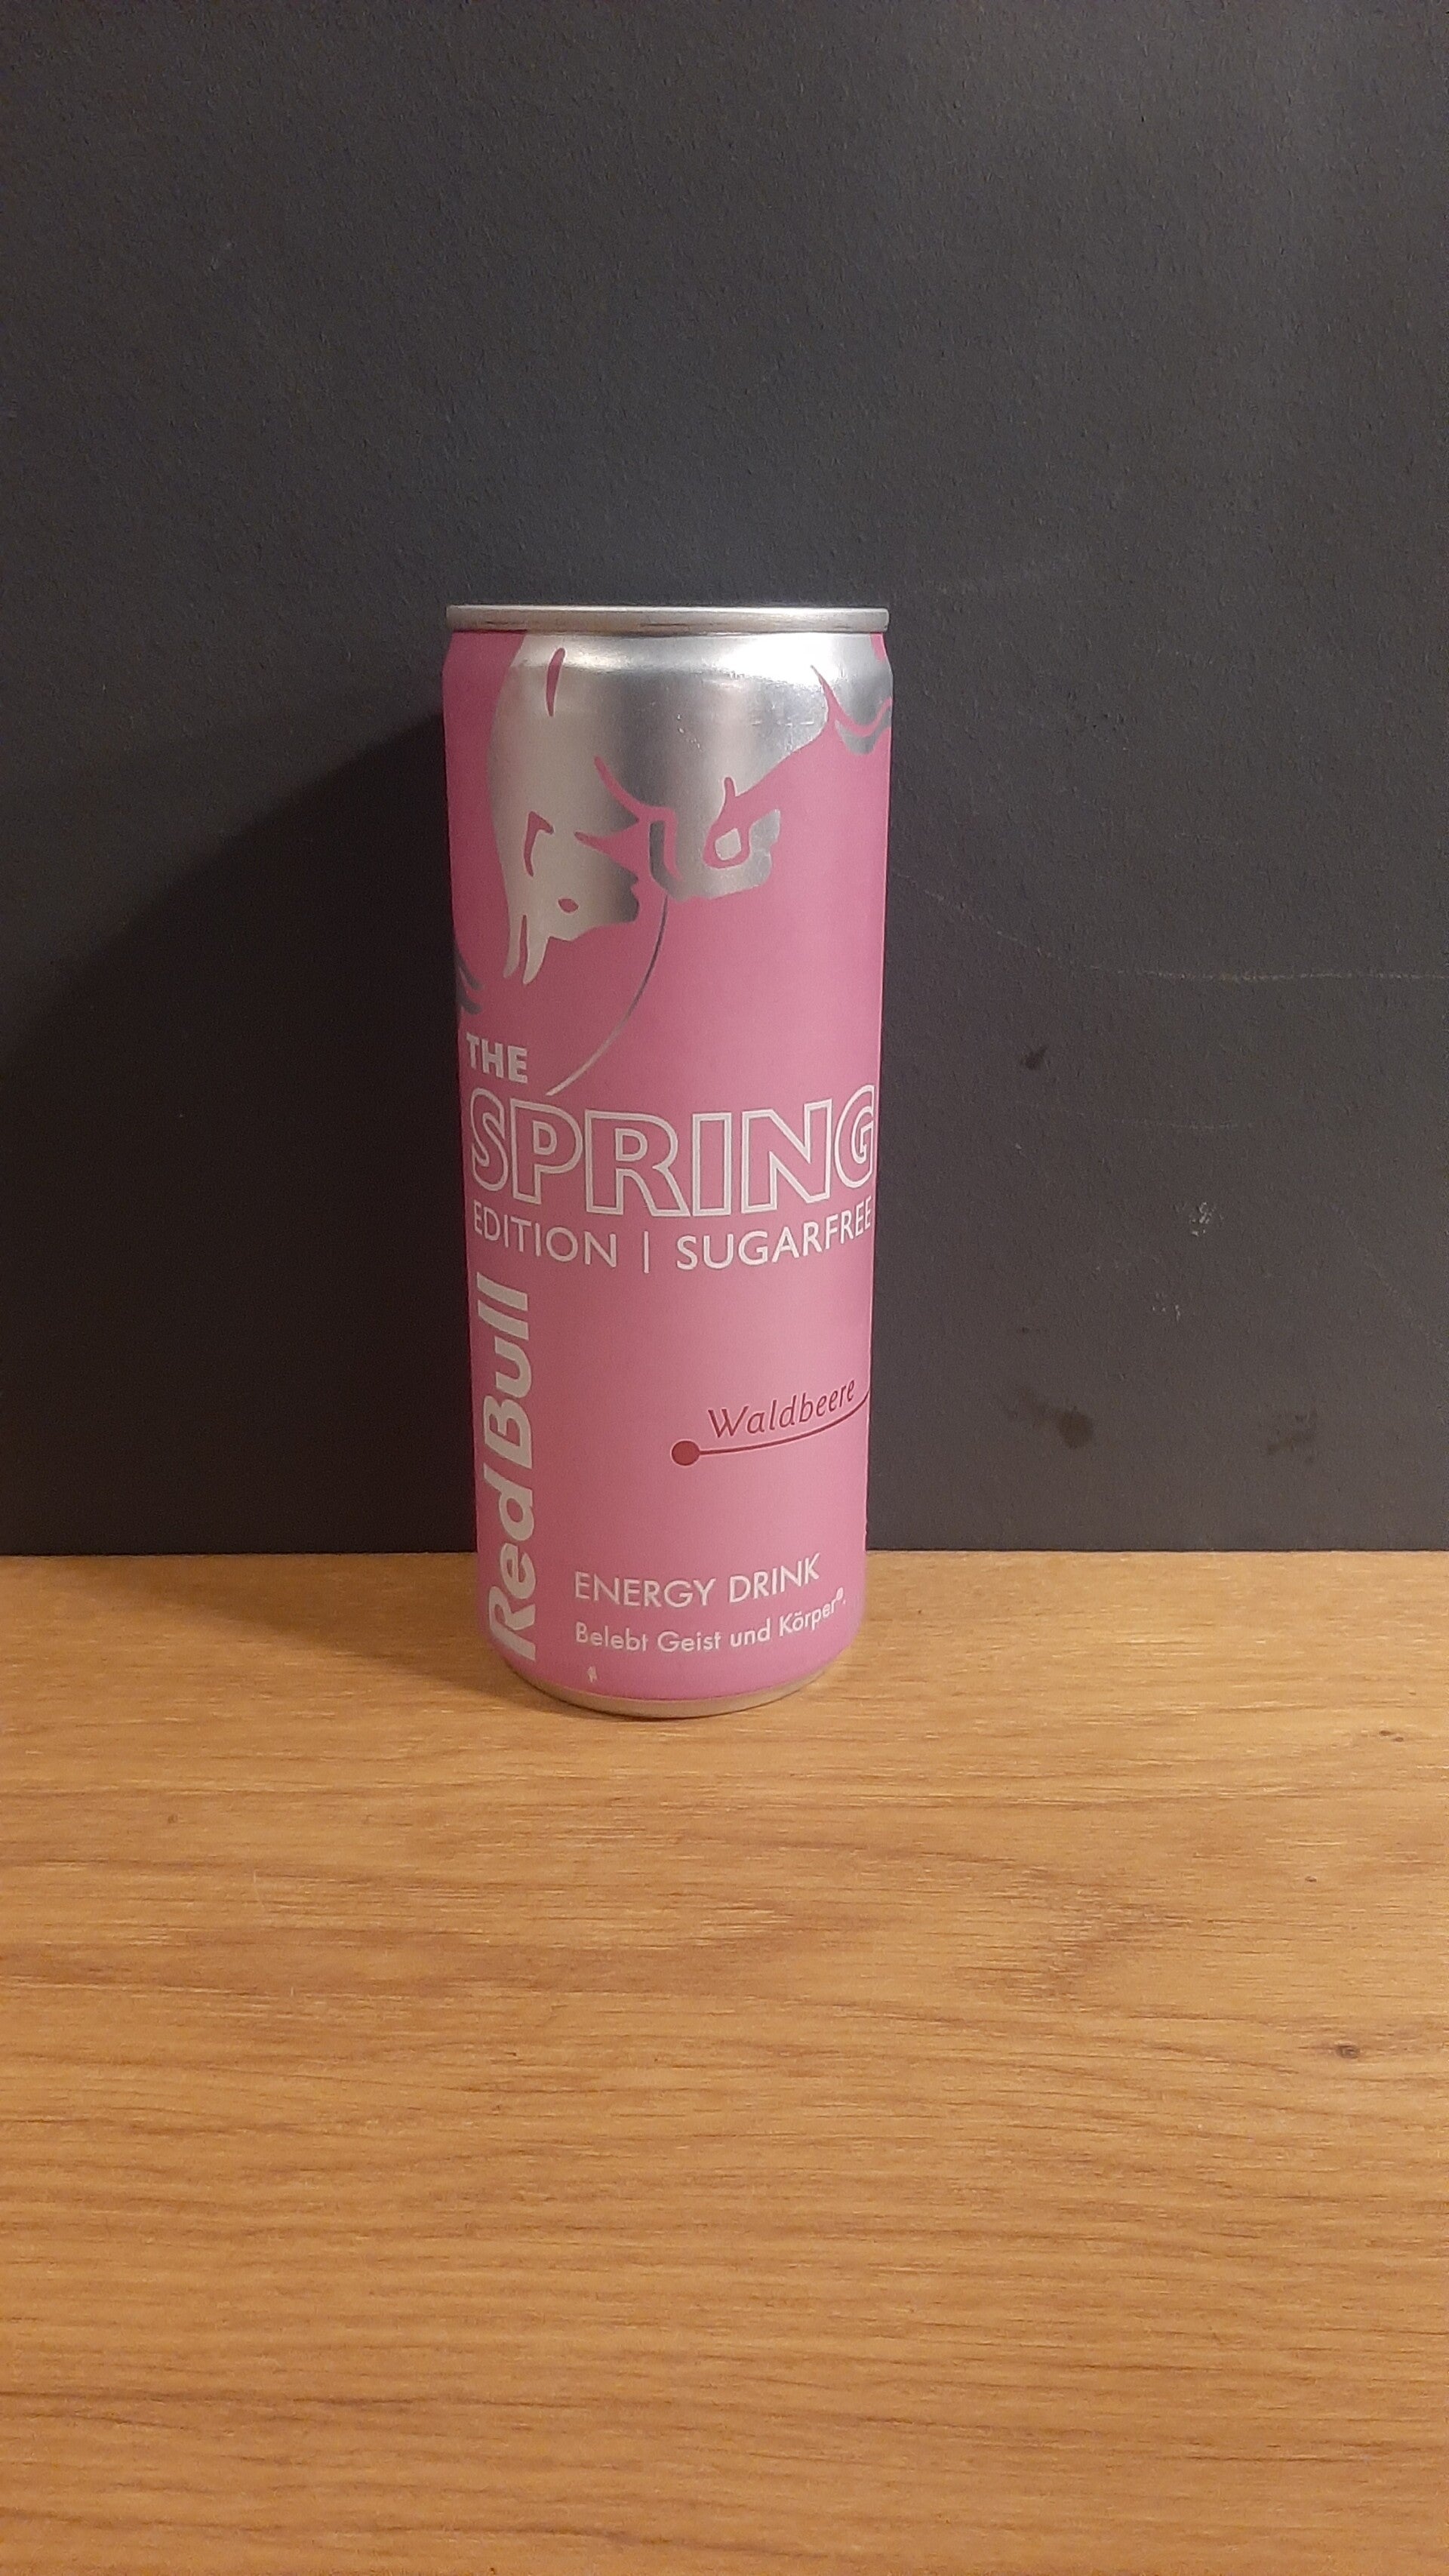 THE
SPRING
EDITION | SUGARFREE
Red Bull
Waldbeere
ENERGY DRINK
Belebt Geist und Körper®.